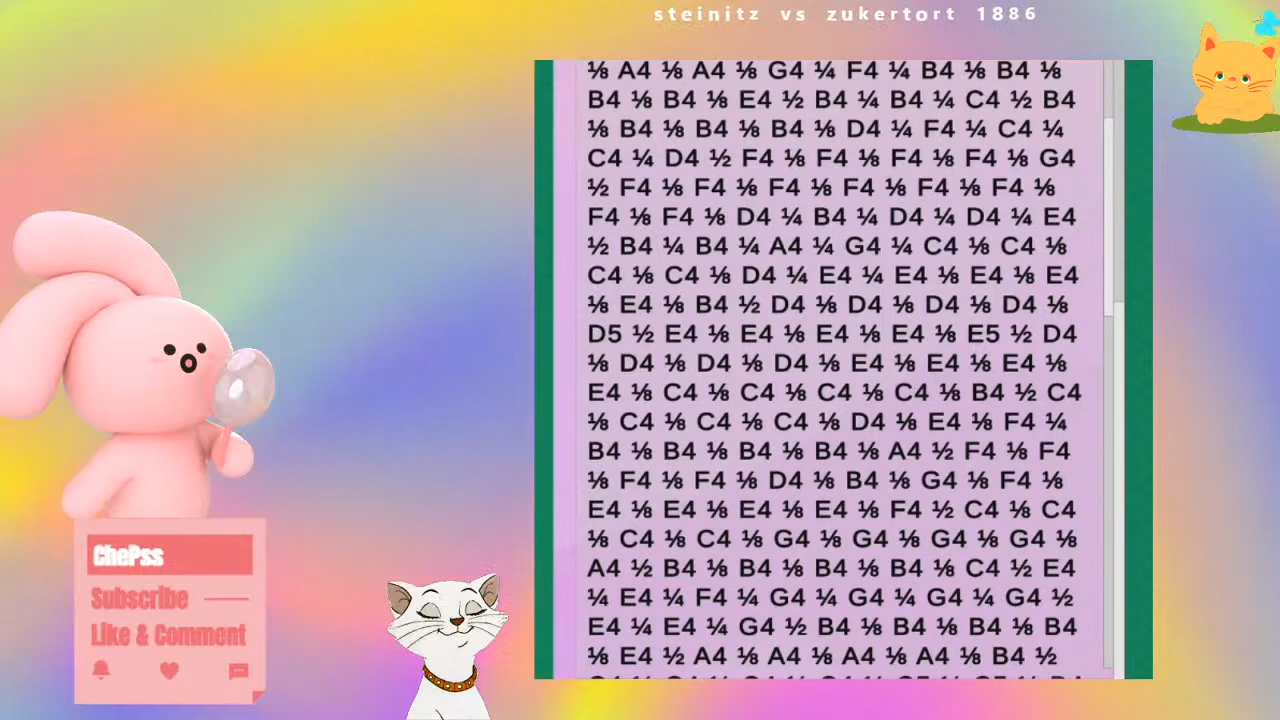 steinitz vs zukertort 1886
⅛ A4 ⅛ A4 ⅛ G4 ¼ F4 ¼ B4 ⅛ B4 ⅛
B4 ⅛ B4 ⅛ E4 ½ B4 ¼ B4 ¼ C4 ½ B4
⅛ B4 ⅛ B4 ⅛ B4 ⅛ D4 ¼ F4 ¼ C4 ¼
C4 ¼ D4 ½ F4 ⅛ F4 ⅛ F4 ⅛ F4 ⅛ G4
½ F4 ⅛ F4 ⅛ F4 ⅛ F4 ⅛ F4 ⅛ F4 ⅛
F4 ⅛ F4 ⅛ D4 ¼ B4 ¼ D4 ¼ D4 ¼ E4
½ B4 ¼ B4 ¼ A4 ¼ G4 ¼ C4 ⅛ C4 ⅛
C4 ⅛ C4 ⅛ D4 ¼ E4 ¼ E4 ⅛ E4 ⅛ E4
⅛ E4 ⅛ B4 ½ D4 ⅛ D4 ⅛ D4 ⅛ D4 ⅛
D5 ½ E4 ⅛ E4 ⅛ E4 ⅛ E4 ⅛ E5 ½ D4
⅛ D4 ⅛ D4 ⅛ D4 ⅛ E4 ⅛ E4 ⅛ E4 ⅛
E4 ⅛ C4 ⅛ C4 ⅛ C4 ⅛ C4 ⅛ B4 ½ C4
⅛ C4 ⅛ C4 ⅛ C4 ⅛ D4 ⅛ E4 ⅛ F4 ¼
B4 ⅛ B4 ⅛ B4 ⅛ B4 ⅛ A4 ½ F4 ⅛ F4
⅛ F4 ⅛ F4 ⅛ D4 ⅛ B4 ⅛ G4 ⅛ F4 ⅛
E4 ⅛ E4 ⅛ E4 ⅛ E4 ⅛ F4 ½ C4 ⅛ C4
⅛ C4 ⅛ C4 ⅛ G4 ⅛ G4 ⅛ G4 ⅛ G4 ⅛
A4 ½ B4 ⅛ B4 ⅛ B4 ⅛ B4 ⅛ C4 ½ E4
¼ E4 ¼ F4 ¼ G4 ¼ G4 ¼ G4 ¼ G4 ½
E4 ¼ E4 ¼ G4 ½ B4 ⅛ B4 ⅛ B4 ⅛ B4
⅛ E4 ½ A4 ⅛ A4 ⅛ A4 ⅛ A4 ⅛ B4 ½
ChePss
Subscribe
Like & Comment